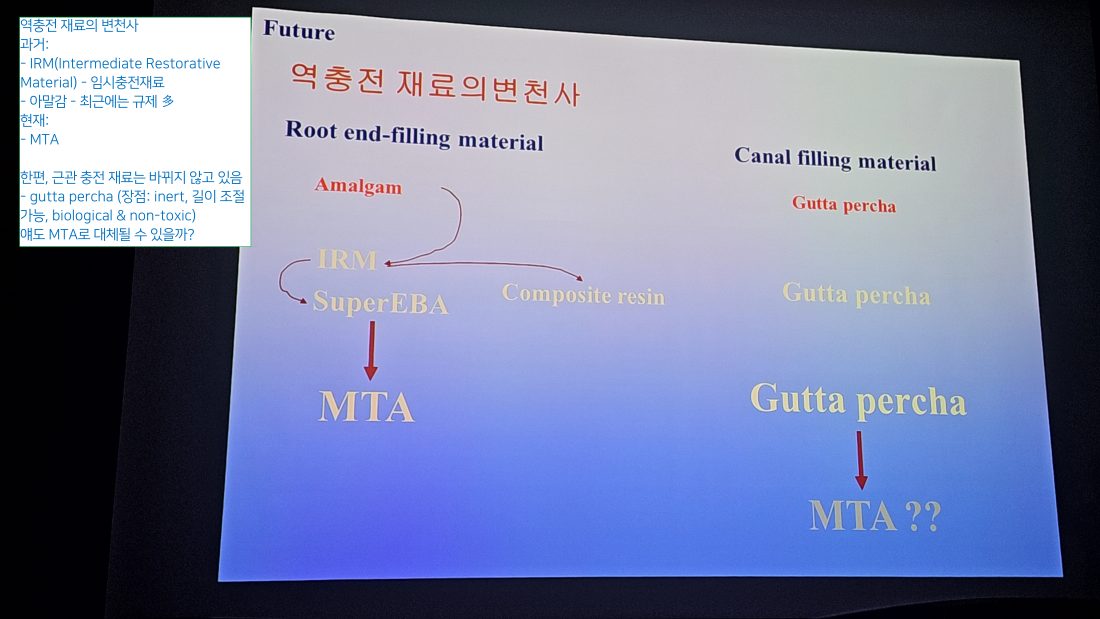 역충전 재료의 변천사
과거:
- IRM(Intermediate Restorative
Material) - 임시충전재료
- 아말감 - 최근에는 규제 多
현재:
- MTA
한편, 근관 충전 재료는 바뀌지 않고 있음
- gutta percha (장점: inert, 길이 조절
가능, biological & non-toxic)
얘도 MTA로 대체될 수 있을까?
Future
역충전 재료의변천사
Root end-filling material
Canal filling material
Amalgam
Gutta percha
IRM
SuperEBA
Composite resin
Gutta percha
MTA
Gutta percha
MTA ??